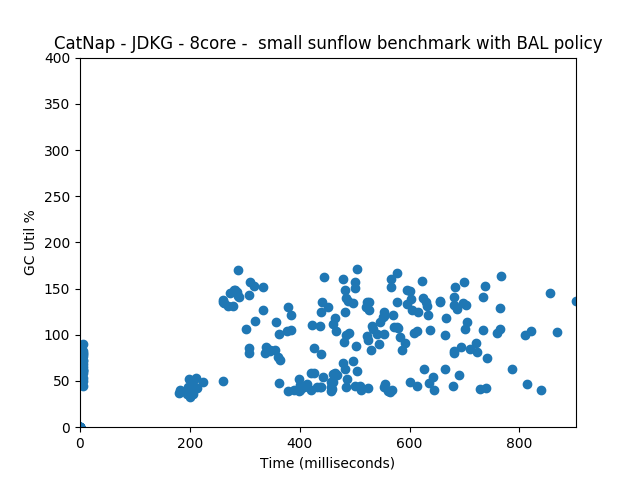 CatNap - JDKG - 8core -  small sunflow benchmark with BAL policy
400
350
300
250
200
150
100
50
0
GC Util %
0 200 400 600 800
Time (milliseconds)